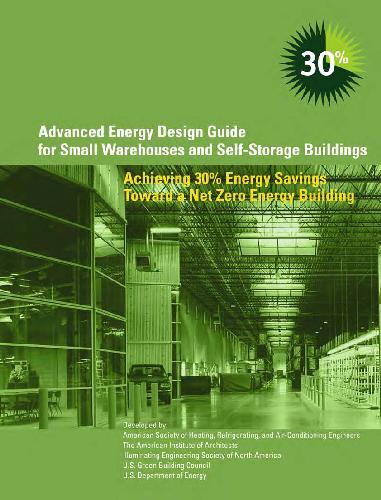 30%
Advanced Energy Design Guide
for Small Warehouses and Self-Storage Buildings
Achieving 30% Energy Savings
Toward a Net Zero Energy Building
Developed by
American Society of Heating, Refrigerating, and Air-Conditioning Engineers
The American Institute of Architects
Illuminating Engineering Society of North America
U.S. Green Building Council
U.S. Department of Energy